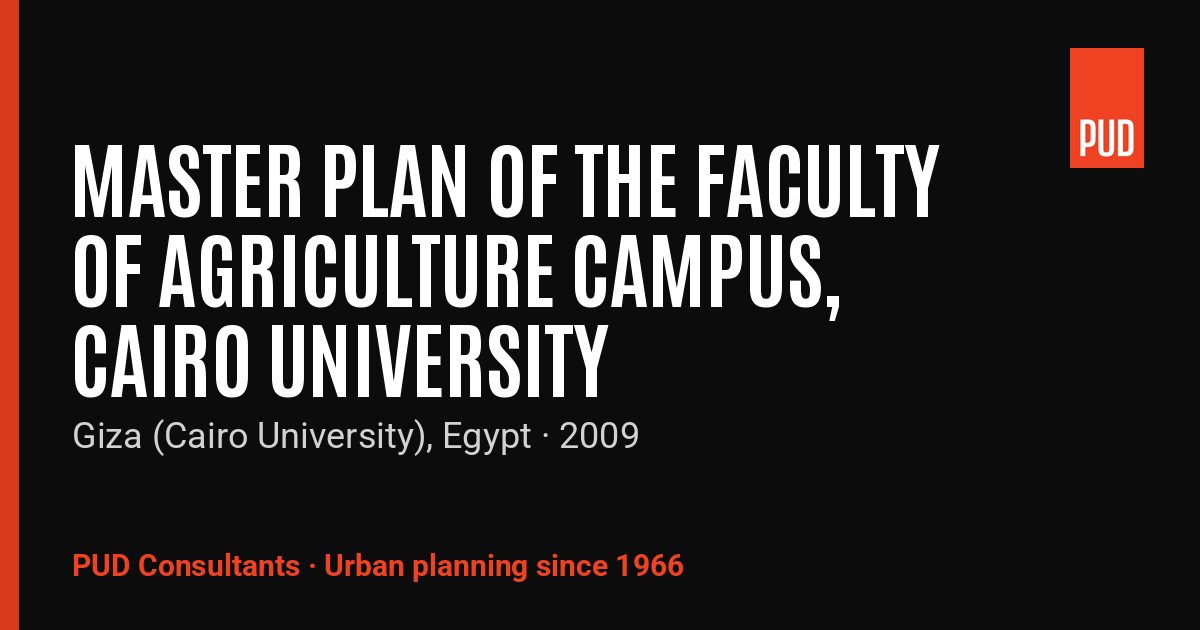 PUD
MASTER PLAN OF THE FACULTY
OF AGRICULTURE CAMPUS,
CAIRO UNIVERSITY
Giza (Cairo University), Egypt · 2009
PUD Consultants · Urban planning since 1966